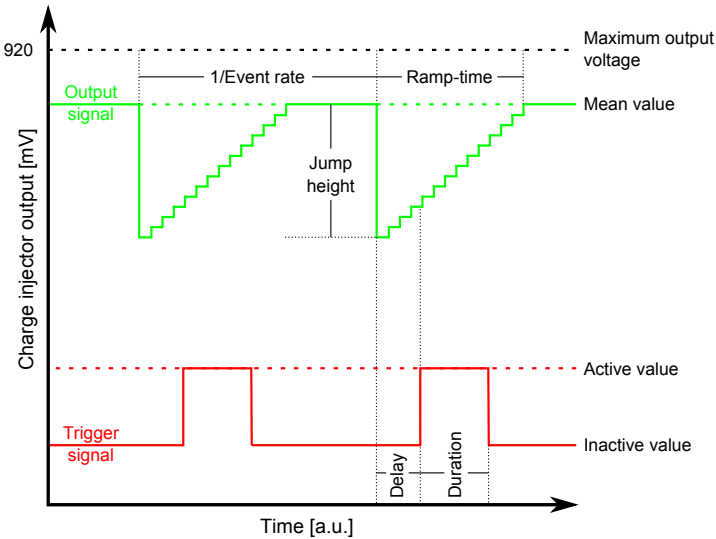 920
Maximum output
voltage
1/Event rate
Ramp-time
Output
signal
Mean value
Jump
height
Charge injector output [mV]
Active value
Trigger
signal
Inactive value
Delay
Duration
Time [a.u.]